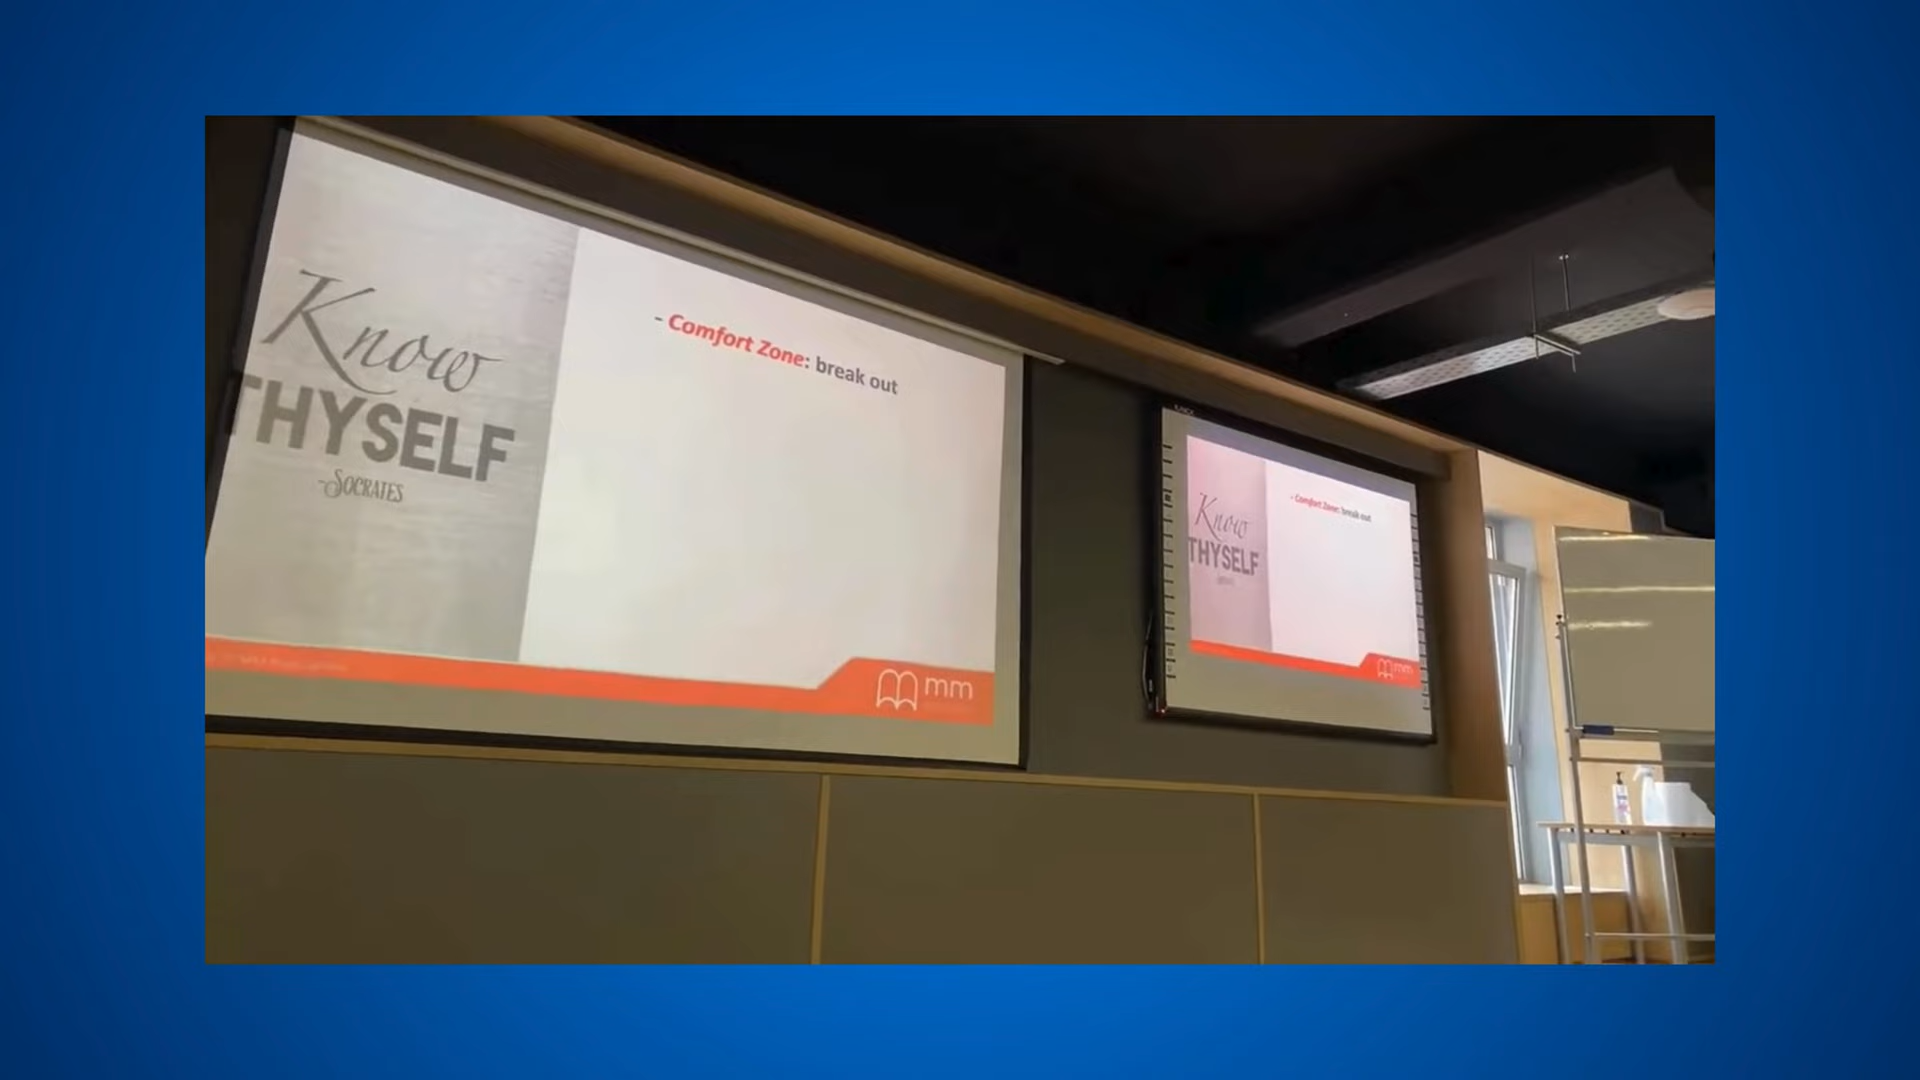 Know
THYSELF
-SOCRATES
- Comfort Zone: break out
mm
Know
THYSELF
- Comfort Zone: break out
mm